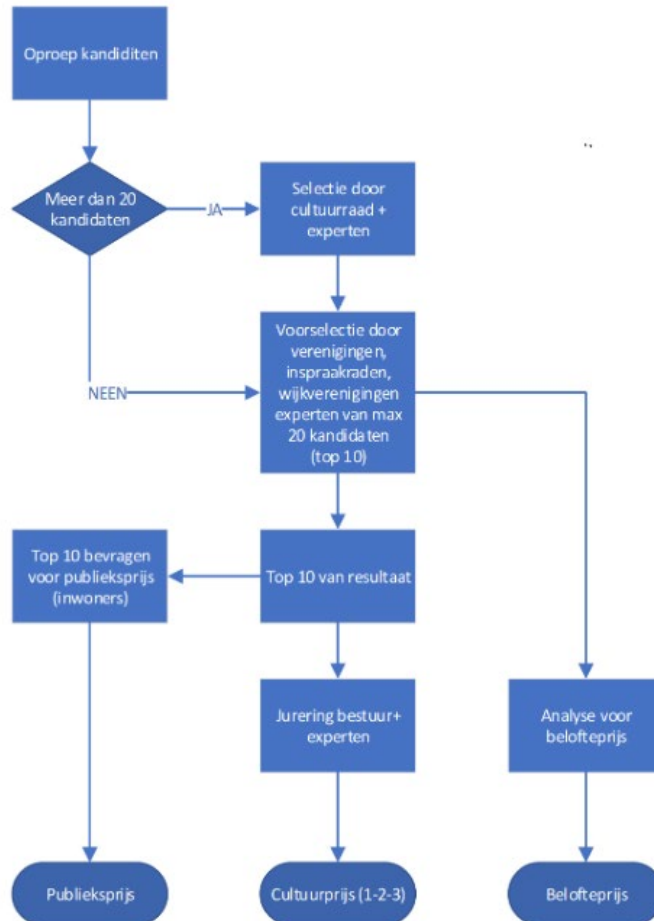 Oproep kandiditen
Meer dan 20
kandidaten
JA
Selectie door
cultuurraad +
experten
NEEN
Voorselectie door
verenigingen,
inspraakraden,
wijkverenigingen
experten van max
20 kandidaten
(top 10)
Top 10 bevragen
voor publieksprijs
(inwoners)
Top 10 van resultaat
Jurering bestuur+
experten
Analyse voor
belofteprijs
Publieksprijs
Cultuurprijs (1-2-3)
Belofteprijs